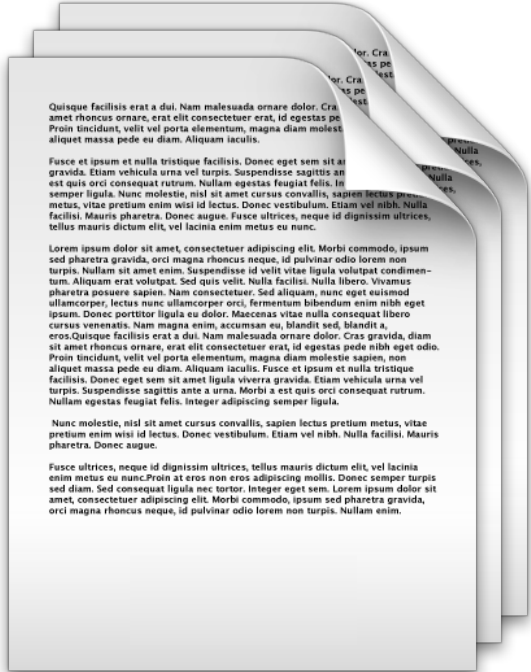 lor. Cra
as pe
lest
lor. Cra
as pe
lest
Nulla
ces,
Quisque facilisis erat a dui. Nam malesuada ornare dolor. Cra
amet rhoncus ornare, erat elit consectetuer erat, id egestas pe
Proin tincidunt, velit vel porta elementum, magna diam molest
aliquet massa pede eu diam. Aliquam iaculis.
Fusce et ipsum et nulla tristique facilisis. Donec eget sem sit a
gravida. Etiam vehicula urna vel turpis. Suspendisse sagittis an
est quis orci consequat rutrum. Nullam egestas feugiat felis. In
semper ligula. Nunc molestie, nisl sit amet cursus convallis, sapien lectus pretium
metus, vitae pretium enim wisi id lectus. Donec vestibulum. Etiam vel nibh. Nulla
facilisi. Mauris pharetra. Donec augue. Fusce ultrices, neque id dignissim ultrices,
tellus mauris dictum elit, vel lacinia enim metus eu nunc.
Lorem ipsum dolor sit amet, consectetuer adipiscing elit. Morbi commodo, ipsum
sed pharetra gravida, orci magna rhoncus neque, id pulvinar odio lorem non
turpis. Nullam sit amet enim. Suspendisse id velit vitae ligula volutpat condimen-
tum. Aliquam erat volutpat. Sed quis velit. Nulla facilisi. Nulla libero. Vivamus
pharetra posuere sapien. Nam consectetuer. Sed aliquam, nunc eget euismod
ullamcorper, lectus nunc ullamcorper orci, fermentum bibendum enim nibh eget
ipsum. Donec porttitor ligula eu dolor. Maecenas vitae nulla consequat libero
cursus venenatis. Nam magna enim, accumsan eu, blandit sed, blandit a,
eros.Quisque facilisis erat a dui. Nam malesuada ornare dolor. Cras gravida, diam
sit amet rhoncus ornare, erat elit consectetuer erat, id egestas pede nibh eget odio.
Proin tincidunt, velit vel porta elementum, magna diam molestie sapien, non
aliquet massa pede eu diam. Aliquam iaculis. Fusce et ipsum et nulla tristique
facilisis. Donec eget sem sit amet ligula viverra gravida. Etiam vehicula urna vel
turpis. Suspendisse sagittis ante a urna. Morbi a est quis orci consequat rutrum.
Nullam egestas feugiat felis. Integer adipiscing semper ligula.
Nunc molestie, nisl sit amet cursus convallis, sapien lectus pretium metus, vitae
pretium enim wisi id lectus. Donec vestibulum. Etiam vel nibh. Nulla facilisi. Mauris
pharetra. Donec augue.
Fusce ultrices, neque id dignissim ultrices, tellus mauris dictum elit, vel lacinia
enim metus eu nunc.Proin at eros non eros adipiscing mollis. Donec semper turpis
sed diam. Sed consequat ligula nec tortor. Integer eget sem. Lorem ipsum dolor sit
amet, consectetuer adipiscing elit. Morbi commodo, ipsum sed pharetra gravida,
orci magna rhoncus neque, id pulvinar odio lorem non turpis. Nullam enim.